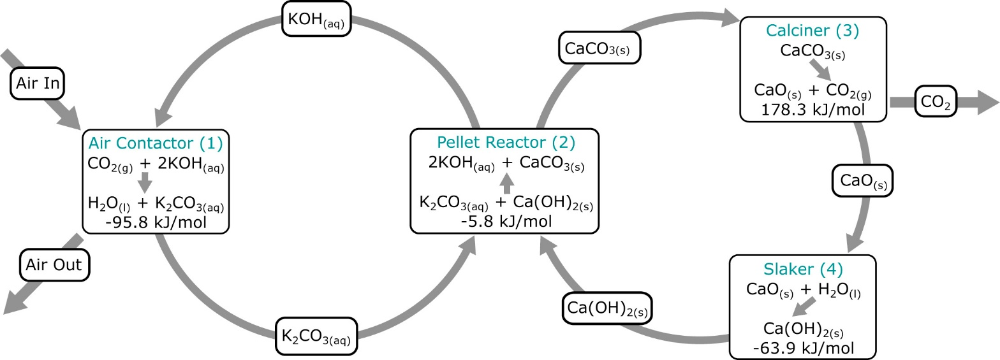 KOH(aq)
Air In
Air Contactor (1)
CO2(g) + 2KOH(aq)
H2O(l) + K2CO3(aq)
-95.8 kJ/mol
Air Out
K2CO3(aq)
Pellet Reactor (2)
2KOH(aq) + CaCO3(s)
K2CO3(aq) + Ca(OH)2(s)
-5.8 kJ/mol
CaCO3(s)
Calciner (3)
CaCO3(s)
CaO(s) + CO2(g)
178.3 kJ/mol
CO2
CaO(s)
Slaker (4)
CaO(s) + H2O(l)
Ca(OH)2(s)
-63.9 kJ/mol
Ca(OH)2(s)